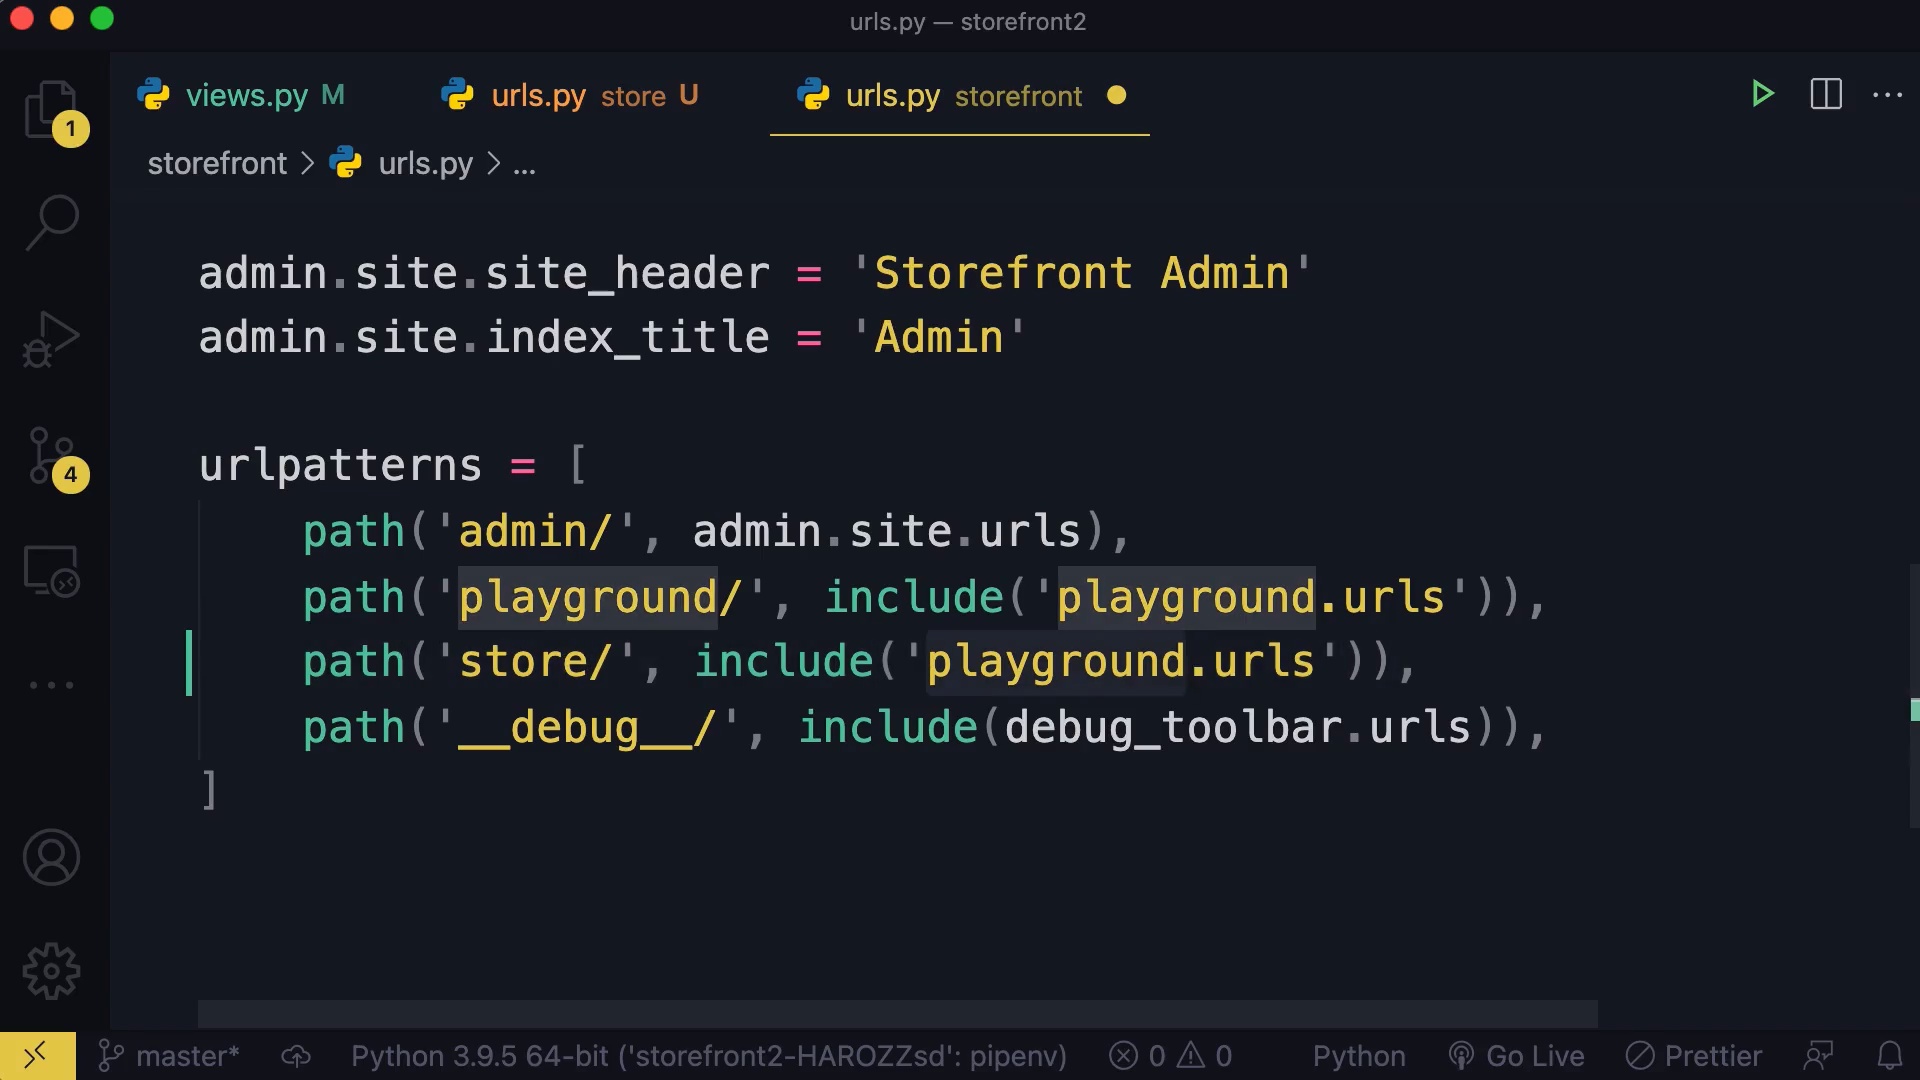 urls.py — storefront2
views.py M urls.py store U urls.py storefront
storefront > urls.py > ...
1
admin.site.site_header = 'Storefront Admin'
admin.site.index_title = 'Admin'
urlpatterns = [
path('admin/', admin.site.urls),
path('playground/', include('playground.urls')),
path('store/', include('playground.urls')),
path('__debug__/', include(debug_toolbar.urls)),
]
4
master* Python 3.9.5 64-bit ('storefront2-HAROZZsd': pipenv) 0 0 Python Go Live Prettier